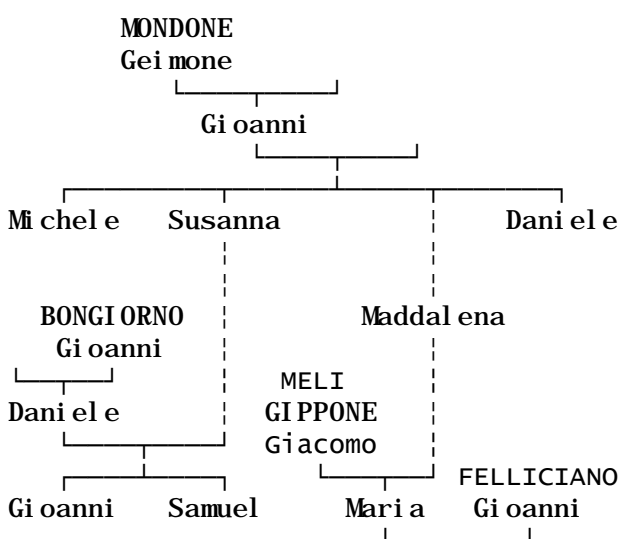 MONDONE
Geimone
Gioanni
Michele Susanna Daniele
BONGIORNO Maddalena
Gioanni
MELI
Daniele GIPPONE
Giacomo
FELLICIANO
Gioanni Samuel Maria Gioanni